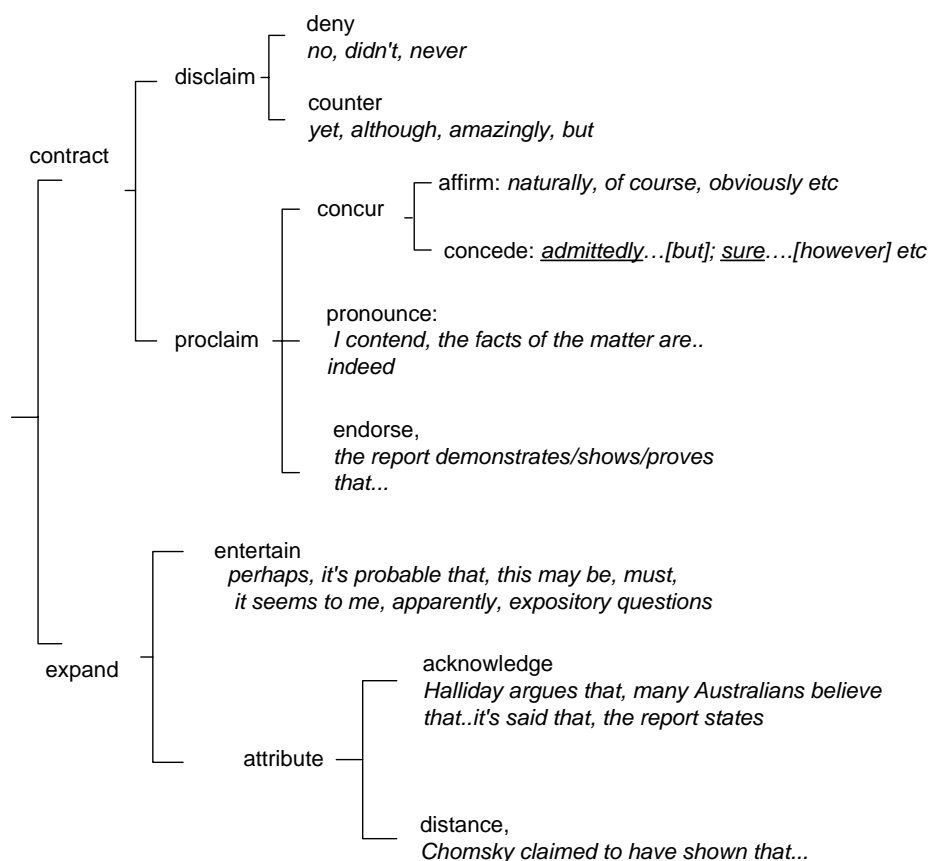 deny
no, didn't, never
disclaim
counter
yet, although, amazingly, but
contract
affirm: naturally, of course, obviously etc
concur
concede: admittedly…[but]; sure….[however] etc
pronounce:
I contend, the facts of the matter are..
indeed
proclaim
endorse,
the report demonstrates/shows/proves
that...
entertain
perhaps, it's probable that, this may be, must,
it seems to me, apparently, expository questions
expand
acknowledge
Halliday argues that, many Australians believe
that..it's said that, the report states
attribute
distance,
Chomsky claimed to have shown that...